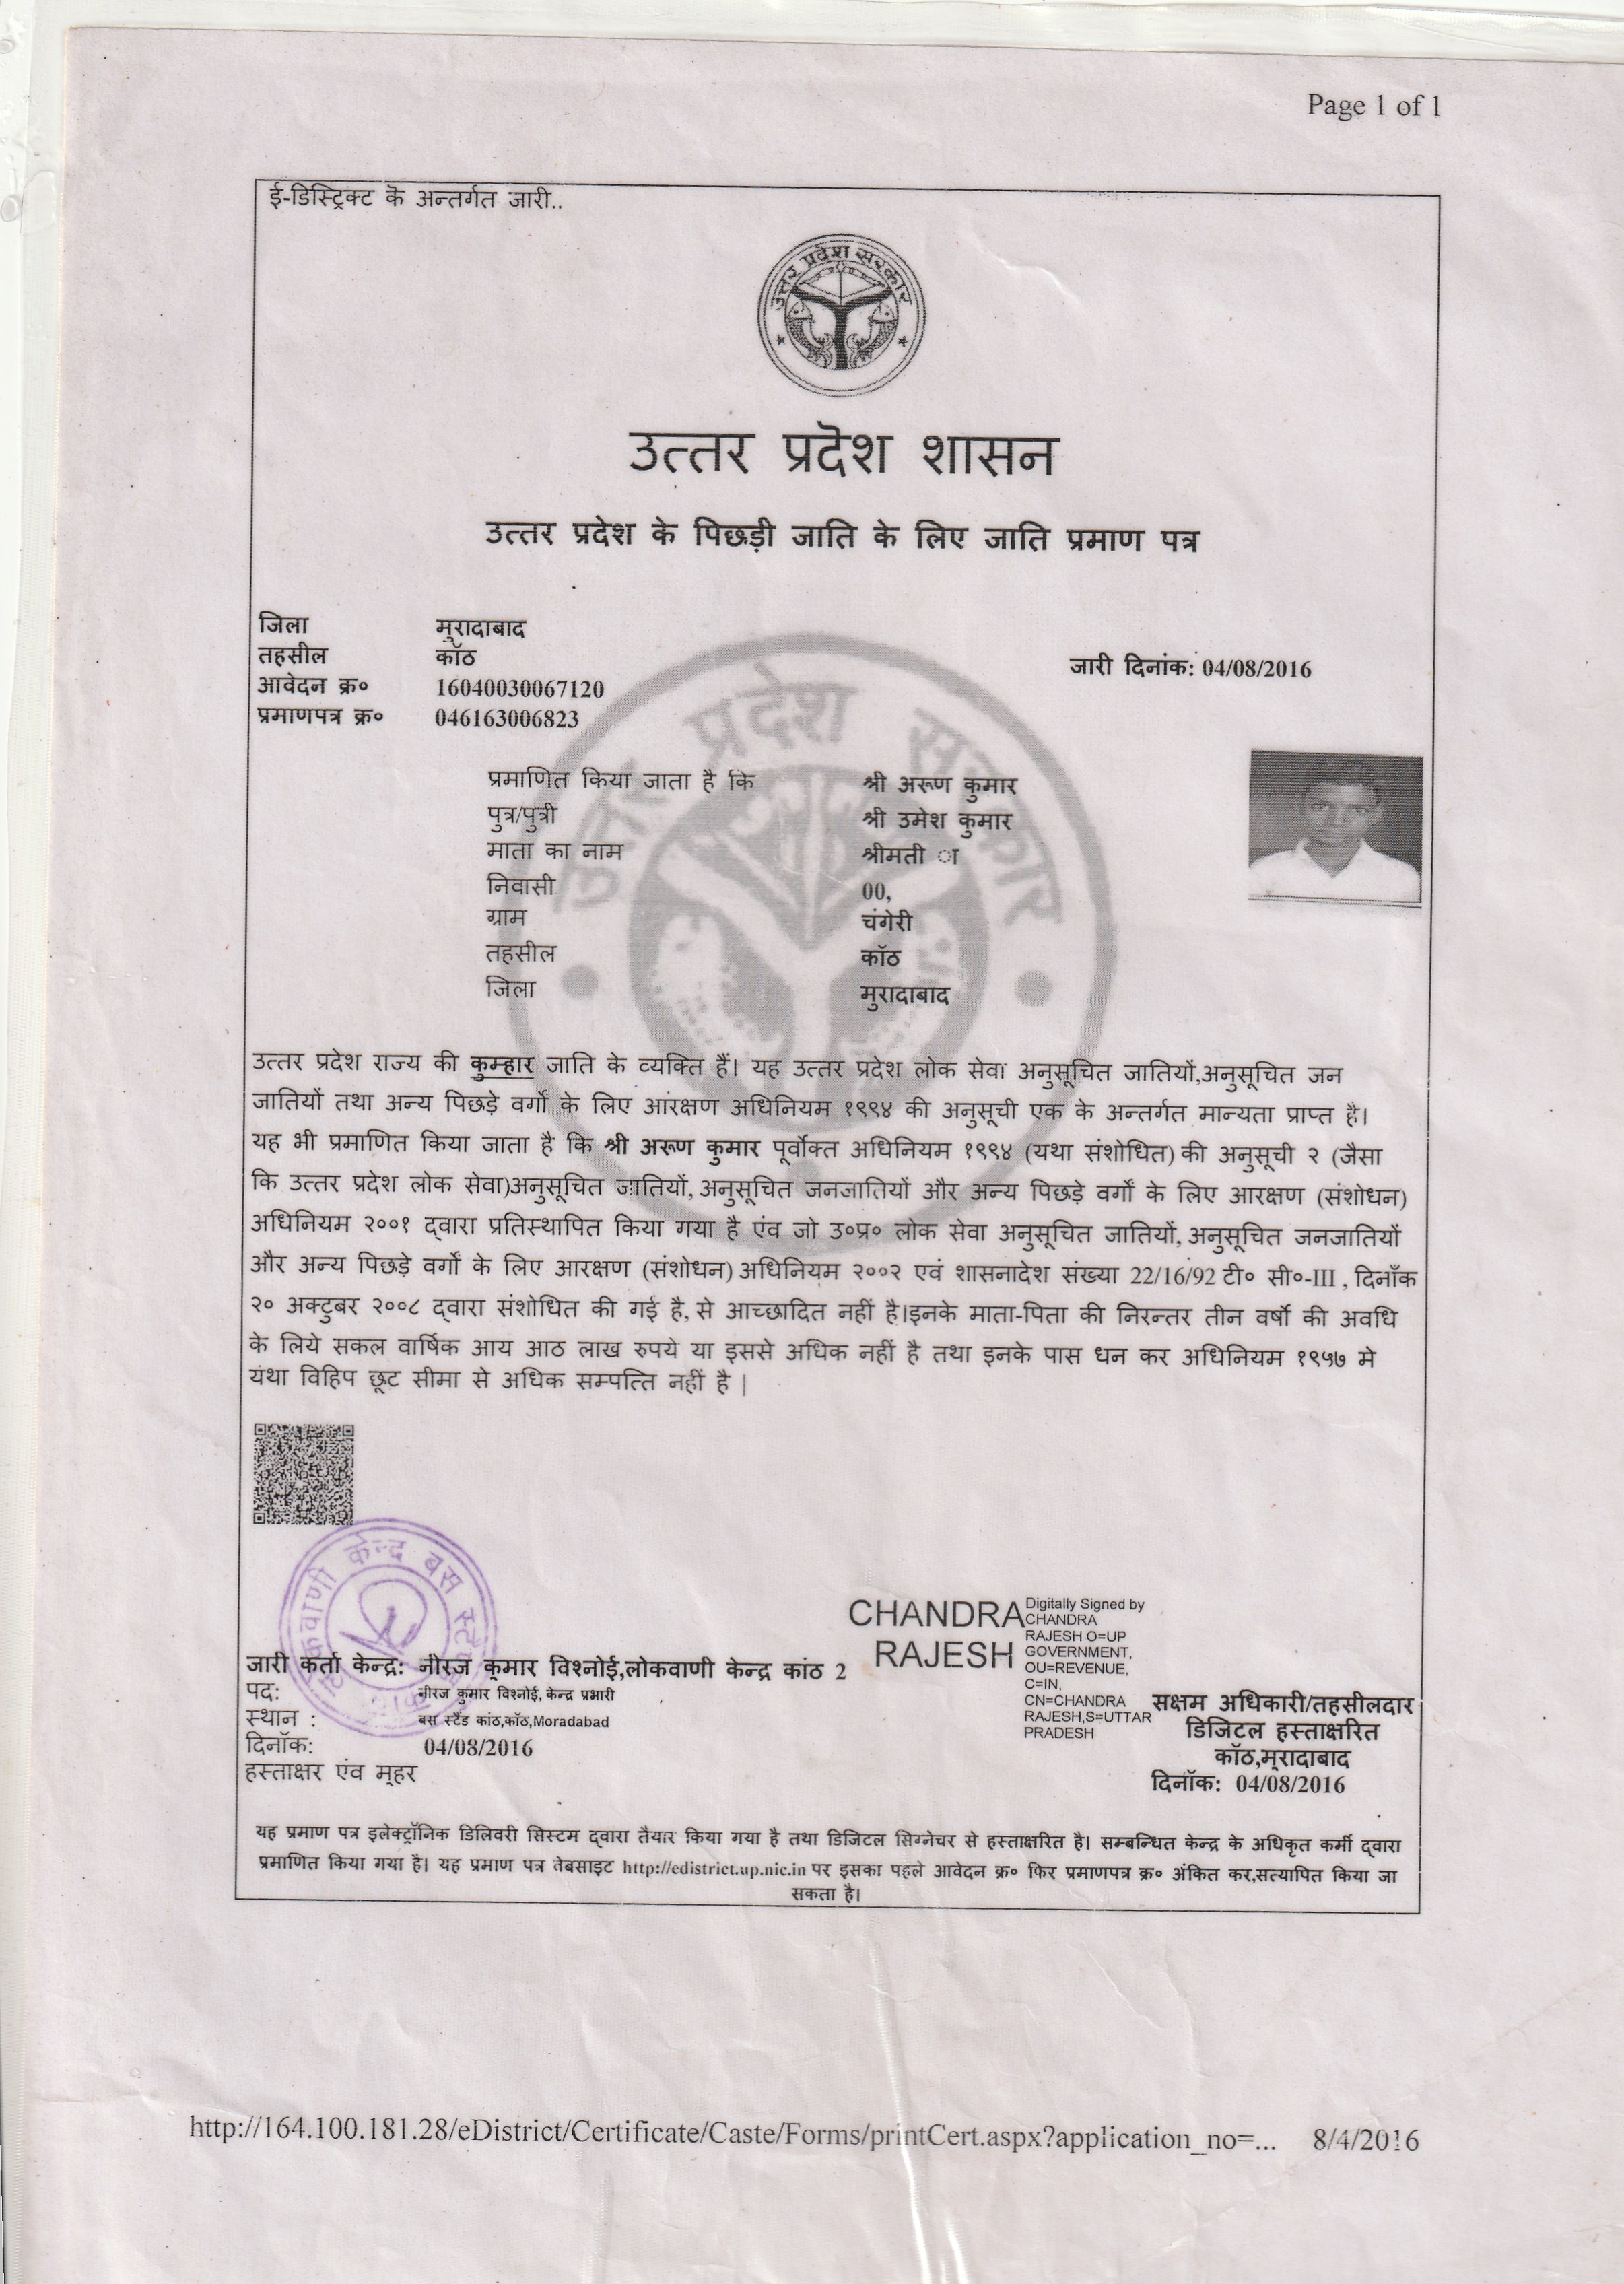 Page 1 of 1
ई-डिस्ट्रिक्ट के अन्तर्गत जारी..
उत्तर प्रदेश सरकार
उत्तर प्रदेश शासन
उत्तर प्रदेश के पिछड़ी जाति के लिए जाति प्रमाण पत्र
जिला मुरादाबाद
तहसील कॉठ
जारी दिनांक: 04/08/2016
आवेदन क्र० 16040030067120
प्रमाणपत्र क्र० 046163006823
प्रमाणित किया जाता है कि श्री अरूण कुमार
पुत्र/पुत्री श्री उमेश कुमार
माता का नाम श्रीमती ा
निवासी 00,
ग्राम चंगेरी
तहसील कॉठ
जिला मुरादाबाद
उत्तर प्रदेश राज्य की कुम्हार जाति के व्यक्ति हैं। यह उत्तर प्रदेश लोक सेवा अनुसूचित जातियों,अनुसूचित जन
जातियों तथा अन्य पिछड़े वर्गों के लिए आरक्षण अधिनियम १९९४ की अनुसूची एक के अन्तर्गत मान्यता प्राप्त है।
यह भी प्रमाणित किया जाता है कि श्री अरूण कुमार पूर्वोक्त अधिनियम १९९४ (यथा संशोधित) की अनुसूची २ (जैसा
कि उत्तर प्रदेश लोक सेवा)अनुसूचित जातियों, अनुसूचित जनजातियों और अन्य पिछड़े वर्गों के लिए आरक्षण (संशोधन)
अधिनियम २००१ द्वारा प्रतिस्थापित किया गया है एंव जो उ०प्र० लोक सेवा अनुसूचित जातियों, अनुसूचित जनजातियों
और अन्य पिछड़े वर्गों के लिए आरक्षण (संशोधन) अधिनियम २००२ एवं शासनादेश संख्या 22/16/92 टी० सी०-III , दिनाँक
२० अक्टुबर २००८ द्वारा संशोधित की गई है, से आच्छादित नहीं है।इनके माता-पिता की निरन्तर तीन वर्षो की अवधि
के लिये सकल वार्षिक आय आठ लाख रुपये या इससे अधिक नहीं है तथा इनके पास धन कर अधिनियम १९५७ मे
यंथा विहिप छूट सीमा से अधिक सम्पत्ति नहीं है |
लोकवाणी केन्द्र बस स्टैण्ड
CHANDRA RAJESH
Digitally Signed by
CHANDRA
RAJESH O=UP
GOVERNMENT,
OU=REVENUE,
C=IN,
CN=CHANDRA
RAJESH,S=UTTAR
PRADESH
जारी कर्ता केन्द्र: नीरज कुमार विश्नोई,लोकवाणी केन्द्र कांठ 2
पद: नीरज कुमार विश्नोई, केन्द्र प्रभारी
स्थान : बस स्टैंड कांठ,कॉठ,Moradabad
दिनॉक: 04/08/2016
हस्ताक्षर एंव मुहर
सक्षम अधिकारी/तहसीलदार
डिजिटल हस्ताक्षरित
कॉठ,मुरादाबाद
दिनॉक: 04/08/2016
यह प्रमाण पत्र इलेक्ट्रॉनिक डिलिवरी सिस्टम द्वारा तैयार किया गया है तथा डिजिटल सिग्नेचर से हस्ताक्षरित है। सम्बन्धित केन्द्र के अधिकृत कर्मी द्वारा
प्रमाणित किया गया है। यह प्रमाण पत्र वेबसाइट http://edistrict.up.nic.in पर इसका पहले आवेदन क्र० फिर प्रमाणपत्र क्र० अंकित कर,सत्यापित किया जा
सकता है।
http://164.100.181.28/eDistrict/Certificate/Caste/Forms/printCert.aspx?application_no=... 8/4/2016